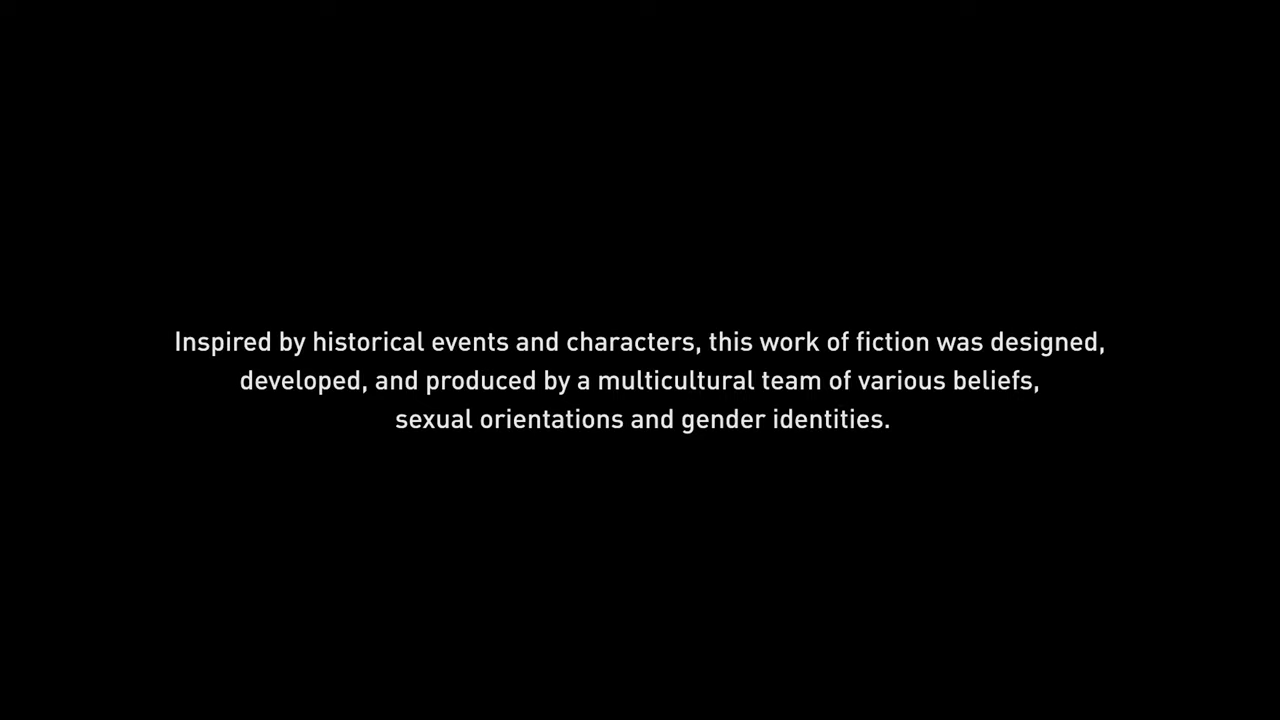 Inspired by historical events and characters, this work of fiction was designed,
developed, and produced by a multicultural team of various beliefs,
sexual orientations and gender identities.